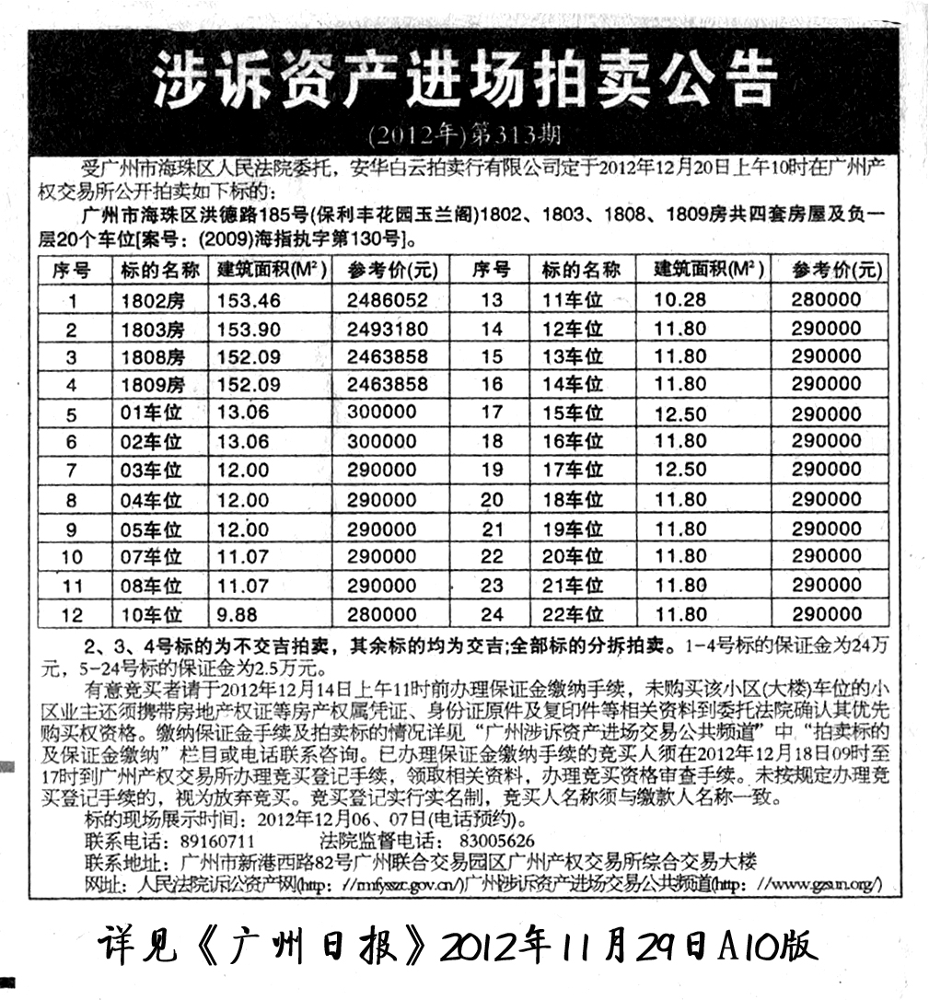 涉诉资产进场拍卖公告
(2012年)第313期
受广州市海珠区人民法院委托，安华白云拍卖行有限公司定于2012年12月20日上午10时在广州产
权交易所公开拍卖如下标的：
广州市海珠区洪德路185号(保利丰花园玉兰阁)1802、1803、1808、1809房共四套房屋及负一
层20个车位[案号：(2009)海指执字第130号]。
序号 标的名称 建筑面积(M²) 参考价(元) 序号 标的名称 建筑面积(M²) 参考价(元)
1 1802房 153.46 2486052 13 11车位 10.28 280000
2 1803房 153.90 2493180 14 12车位 11.80 290000
3 1808房 152.09 2463858 15 13车位 11.80 290000
4 1809房 152.09 2463858 16 14车位 11.80 290000
5 01车位 13.06 300000 17 15车位 12.50 290000
6 02车位 13.06 300000 18 16车位 11.80 290000
7 03车位 12.00 290000 19 17车位 12.50 290000
8 04车位 12.00 290000 20 18车位 11.80 290000
9 05车位 12.00 290000 21 19车位 11.80 290000
10 07车位 11.07 290000 22 20车位 11.80 290000
11 08车位 11.07 290000 23 21车位 11.80 290000
12 10车位 9.88 280000 24 22车位 11.80 290000
2、3、4号标的为不交吉拍卖，其余标的均为交吉;全部标的分拆拍卖。1-4号标的保证金为24万
元，5-24号标的保证金为2.5万元。
有意竞买者请于2012年12月14日上午11时前办理保证金缴纳手续，未购买该小区(大楼)车位的小
区业主还须携带房地产权证等房产权属凭证、身份证原件及复印件等相关资料到委托法院确认其优先
购买权资格。缴纳保证金手续及拍卖标的情况详见“广州涉诉资产进场交易公共频道”中“拍卖标的
及保证金缴纳”栏目或电话联系咨询。已办理保证金缴纳手续的竞买人须在2012年12月18日09时至
17时到广州产权交易所办理竞买登记手续，领取相关资料，办理竞买资格审查手续。未按规定办理竞
买登记手续的，视为放弃竞买。竞买登记实行实名制，竞买人名称须与缴款人名称一致。
标的现场展示时间：2012年12月06、07日(电话预约)。
联系电话：89160711 法院监督电话：83005626
联系地址：广州市新港西路82号广州联合交易园区广州产权交易所综合交易大楼
网址：人民法院诉讼资产网(http：//rmfysszc.gov.cn/)广州涉诉资产进场交易公共频道(http：//www.gzsun.org/)
详见《广州日报》2012年11月29日A10版